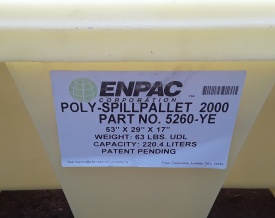 ENPAC
CORPORATION
POLY-SPILLPALLET 2000
PART NO. 5260-YE
53" X 29" X 17"
WEIGHT: 63 LBS. UDL
CAPACITY: 220.4 LITERS
PATENT PENDING